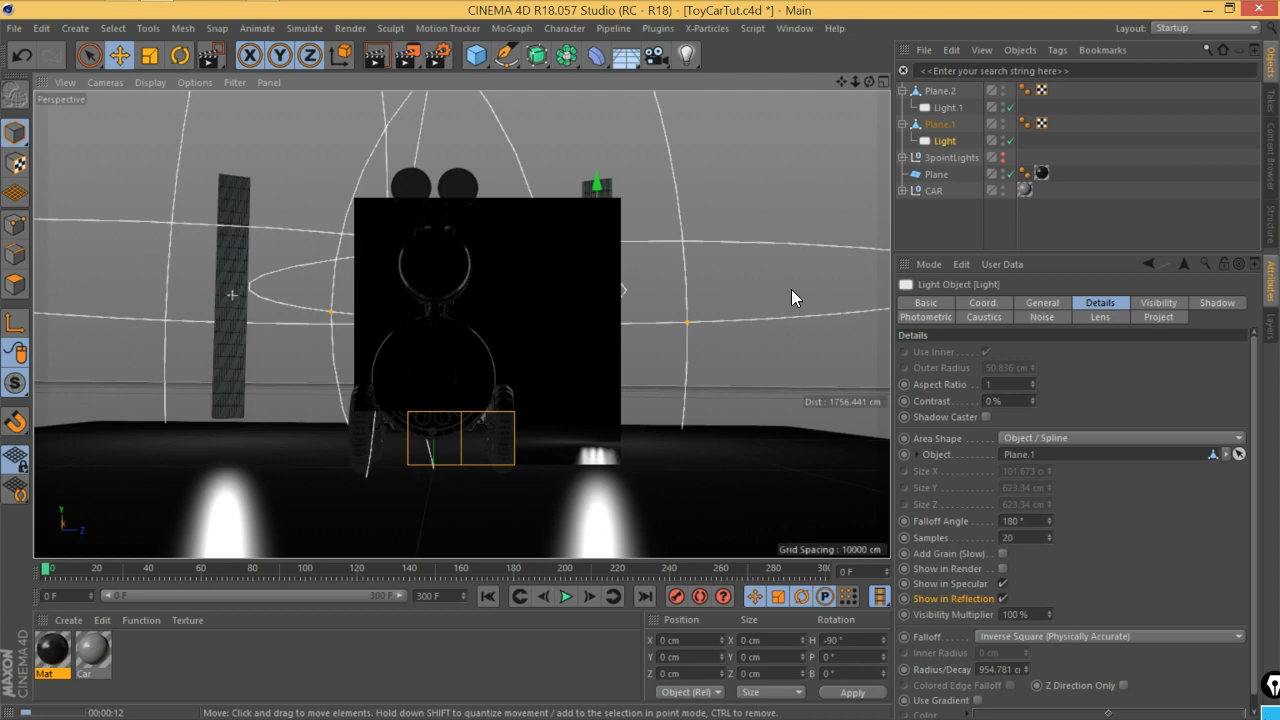 CINEMA 4D R18.057 Studio (RC - R18) - [ToyCarTut.c4d *] - Main
File Edit Create Select Tools Mesh Snap Animate Simulate Render Sculpt Motion Tracker MoGraph Character Pipeline Plugins X-Particles Script Window Help
Layout: Startup
X Y Z
File Edit View Objects Tags Bookmarks
<<Enter your search string here>>
View Cameras Display Options Filter Panel
Perspective
Plane.2
Light.1
Plane.1
Light
3pointLights
Plane
CAR
Objects
Takes
Content Browser
Structure
Attributes
Layers
Mode Edit User Data
Light Object [Light]
Basic Coord. General Details Visibility Shadow
Photometric Caustics Noise Lens Project
Details
Use Inner
Outer Radius 50.836 cm
Aspect Ratio 1
Contrast 0 %
Shadow Caster
Area Shape Object / Spline
Object Plane.1
Size X 101.673 c
Size Y 623.34 cm
Size Z 623.34 cm
Falloff Angle 180 °
Samples 20
Add Grain (Slow)
Show in Render
Show in Specular
Show in Reflection
Visibility Multiplier 100 %
Falloff Inverse Square (Physically Accurate)
Inner Radius 0 cm
Radius/Decay 954.781 c
Colored Edge Falloff Z Direction Only
Use Gradient
Color
Dist : 1756.441 cm
Y
X Z
Grid Spacing : 10000 cm
0 20 40 60 80 100 120 140 160 180 200 220 240 260 280 300 0 F
0 F 0 F 300 F 300 F
Create Edit Function Texture
Mat Car
Position Size Rotation
X 0 cm X 0 cm H -90 °
Y 0 cm Y 0 cm P 0 °
Z 0 cm Z 0 cm B 0 °
Object (Rel) Size Apply
MAXON CINEMA 4D
00:00:12 Move: Click and drag to move elements. Hold down SHIFT to quantize movement / add to the selection in point mode, CTRL to remove.